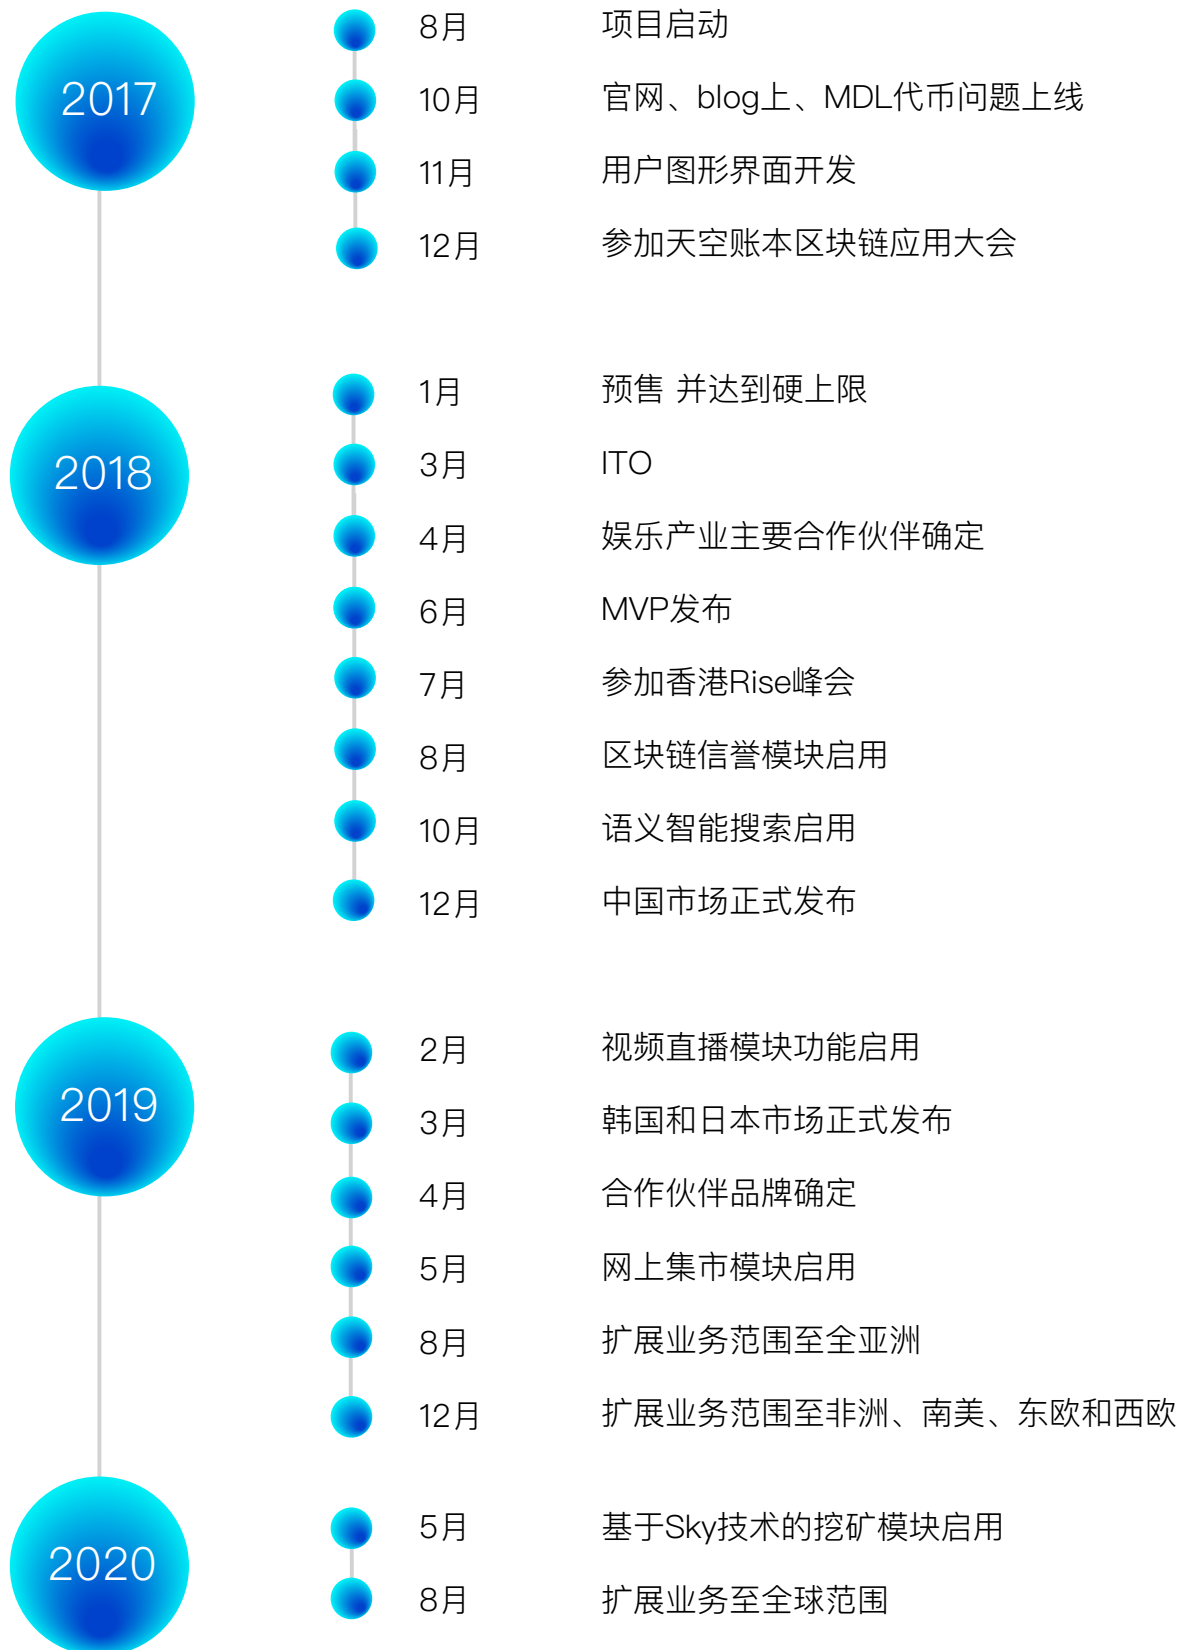 2017
8月 项目启动
10月 官网、blog上、MDL代币问题上线
11月 用户图形界面开发
12月 参加天空账本区块链应用大会
2018
1月 预售 并达到硬上限
3月 ITO
4月 娱乐产业主要合作伙伴确定
6月 MVP发布
7月 参加香港Rise峰会
8月 区块链信誉模块启用
10月 语义智能搜索启用
12月 中国市场正式发布
2019
2月 视频直播模块功能启用
3月 韩国和日本市场正式发布
4月 合作伙伴品牌确定
5月 网上集市模块启用
8月 扩展业务范围至全亚洲
12月 扩展业务范围至非洲、南美、东欧和西欧
2020
5月 基于Sky技术的挖矿模块启用
8月 扩展业务至全球范围